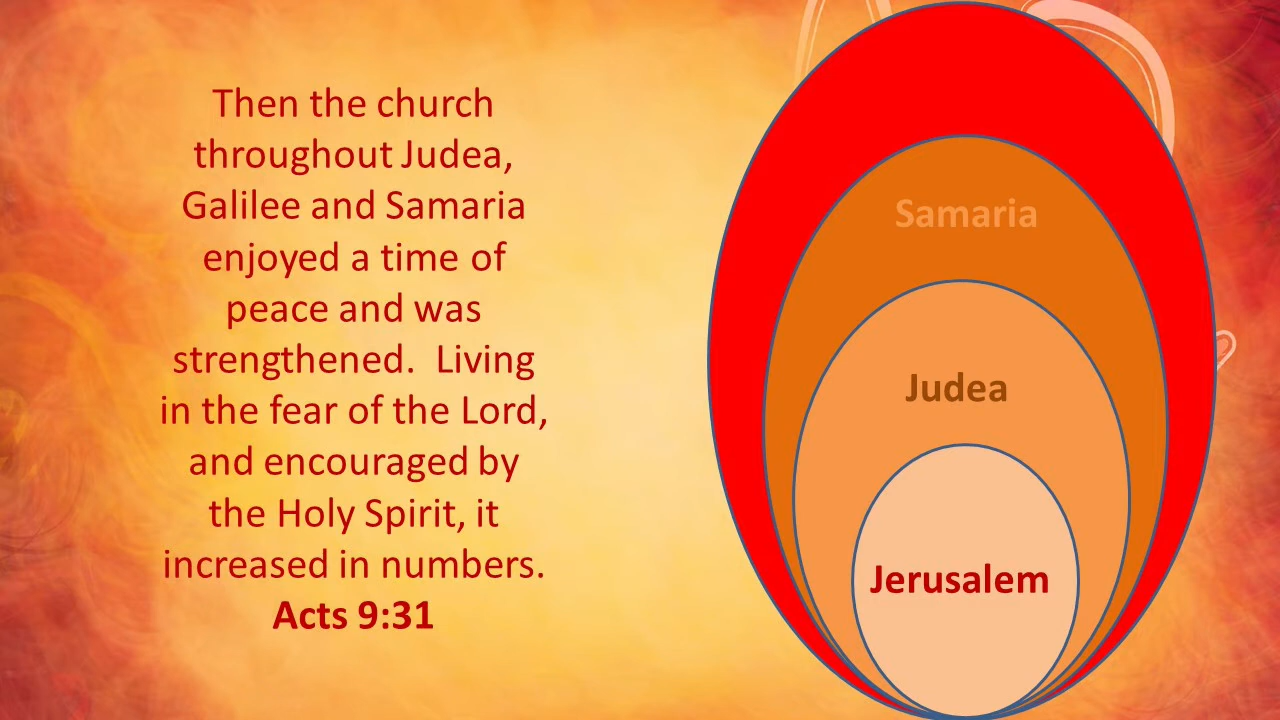 Then the church
throughout Judea,
Galilee and Samaria
enjoyed a time of
peace and was
strengthened.  Living
in the fear of the Lord,
and encouraged by
the Holy Spirit, it
increased in numbers.
Acts 9:31
Samaria
Judea
Jerusalem